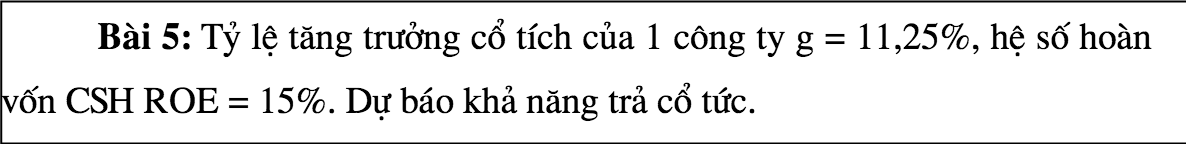 Bài 5: Tỷ lệ tăng trưởng cổ tích của 1 công ty g = 11,25%, hệ số hoàn
vốn CSH ROE = 15%. Dự báo khả năng trả cổ tức.